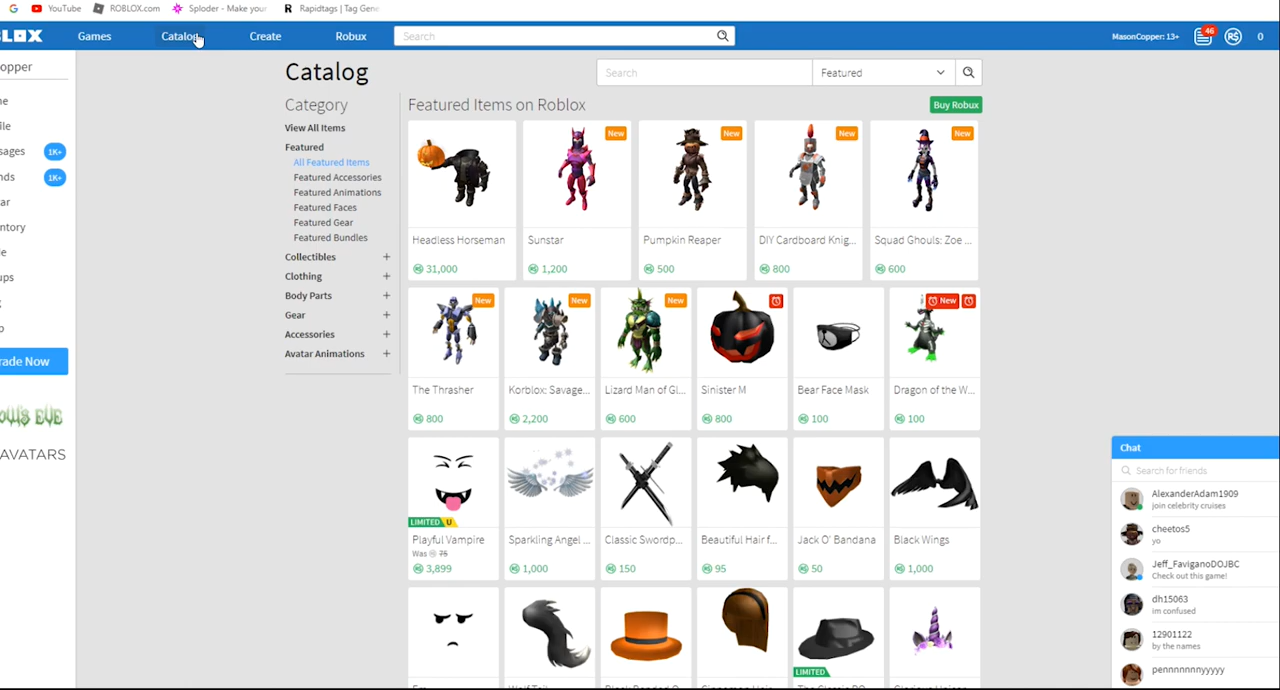 YouTube
ROBLOX.com
Sploder - Make your
Rapidtags | Tag Gene
BLOX
Games
Catalog
Create
Robux
Search
MasonCopper: 13+
46
R$
0
opper
me
ile
sages 1K+
nds 1K+
ar
ntory
e
ups
g
p
rade Now
OW'S EVE
AVATARS
Catalog
Search
Featured
Category
View All Items
Featured
All Featured Items
Featured Accessories
Featured Animations
Featured Faces
Featured Gear
Featured Bundles
Collectibles +
Clothing +
Body Parts +
Gear +
Accessories +
Avatar Animations +
Featured Items on Roblox
Buy Robux
New
New
New
New
Headless Horseman
31,000
Sunstar
1,200
Pumpkin Reaper
500
DIY Cardboard Knig...
800
Squad Ghouls: Zoe ...
600
New
New
New
New
The Thrasher
800
Korblox: Savage...
2,200
Lizard Man of Gl...
600
Sinister M
800
Bear Face Mask
100
Dragon of the W...
100
LIMITED U
Playful Vampire
Was 75
3,899
Sparkling Angel ...
1,000
Classic Swordp...
150
Beautiful Hair f...
95
Jack O' Bandana
50
Black Wings
1,000
LIMITED
Chat
Search for friends
AlexanderAdam1909
join celebrity cruises
cheetos5
yo
Jeff_FaviganoDOJBC
Check out this game!
dh15063
im confused
12901122
by the names
pennnnnnyyyyy